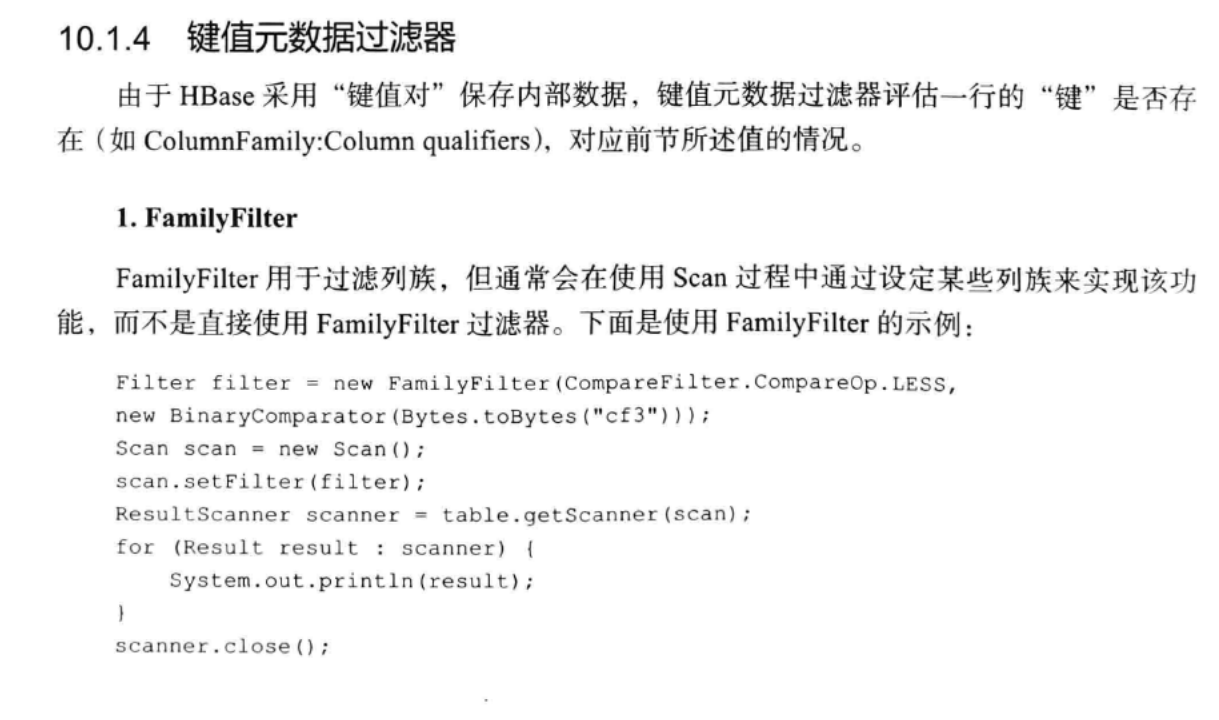 10.1.4 键值元数据过滤器
由于 HBase 采用“键值对”保存内部数据，键值元数据过滤器评估一行的“键”是否存
在（如 ColumnFamily:Column qualifiers），对应前节所述值的情况。
1. FamilyFilter
FamilyFilter 用于过滤列族，但通常会在使用 Scan 过程中通过设定某些列族来实现该功
能，而不是直接使用 FamilyFilter 过滤器。下面是使用 FamilyFilter 的示例：
Filter filter = new FamilyFilter(CompareFilter.CompareOp.LESS,
new BinaryComparator(Bytes.toBytes("cf3")));
Scan scan = new Scan();
scan.setFilter(filter);
ResultScanner scanner = table.getScanner(scan);
for (Result result : scanner) {
    System.out.println(result);
}
scanner.close();